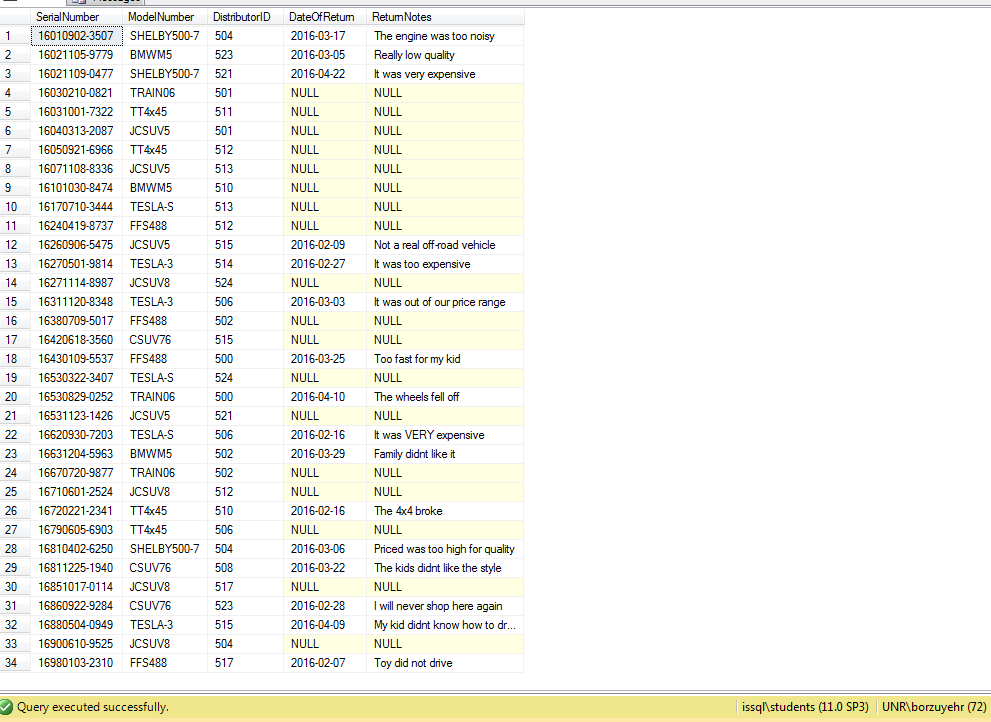 Messages
SerialNumber ModelNumber DistributorID DateOfReturn ReturnNotes
1 16010902-3507 SHELBY500-7 504 2016-03-17 The engine was too noisy
2 16021105-9779 BMWM5 523 2016-03-05 Really low quality
3 16021109-0477 SHELBY500-7 521 2016-04-22 It was very expensive
4 16030210-0821 TRAIN06 501 NULL NULL
5 16031001-7322 TT4x45 511 NULL NULL
6 16040313-2087 JCSUV5 501 NULL NULL
7 16050921-6966 TT4x45 512 NULL NULL
8 16071108-8336 JCSUV5 513 NULL NULL
9 16101030-8474 BMWM5 510 NULL NULL
10 16170710-3444 TESLA-S 513 NULL NULL
11 16240419-8737 FFS488 512 NULL NULL
12 16260906-5475 JCSUV5 515 2016-02-09 Not a real off-road vehicle
13 16270501-9814 TESLA-3 514 2016-02-27 It was too expensive
14 16271114-8987 JCSUV8 524 NULL NULL
15 16311120-8348 TESLA-3 506 2016-03-03 It was out of our price range
16 16380709-5017 FFS488 502 NULL NULL
17 16420618-3560 CSUV76 515 NULL NULL
18 16430109-5537 FFS488 500 2016-03-25 Too fast for my kid
19 16530322-3407 TESLA-S 524 NULL NULL
20 16530829-0252 TRAIN06 500 2016-04-10 The wheels fell off
21 16531123-1426 JCSUV5 521 NULL NULL
22 16620930-7203 TESLA-S 506 2016-02-16 It was VERY expensive
23 16631204-5963 BMWM5 502 2016-03-29 Family didnt like it
24 16670720-9877 TRAIN06 502 NULL NULL
25 16710601-2524 JCSUV8 512 NULL NULL
26 16720221-2341 TT4x45 510 2016-02-16 The 4x4 broke
27 16790605-6903 TT4x45 506 NULL NULL
28 16810402-6250 SHELBY500-7 504 2016-03-06 Priced was too high for quality
29 16811225-1940 CSUV76 508 2016-03-22 The kids didnt like the style
30 16851017-0114 JCSUV8 517 NULL NULL
31 16860922-9284 CSUV76 523 2016-02-28 I will never shop here again
32 16880504-0949 TESLA-3 515 2016-04-09 My kid didnt know how to dr...
33 16900610-9525 JCSUV8 504 NULL NULL
34 16980103-2310 FFS488 517 2016-02-07 Toy did not drive
Query executed successfully. issql\students (11.0 SP3) UNR\borzuyehr (72)